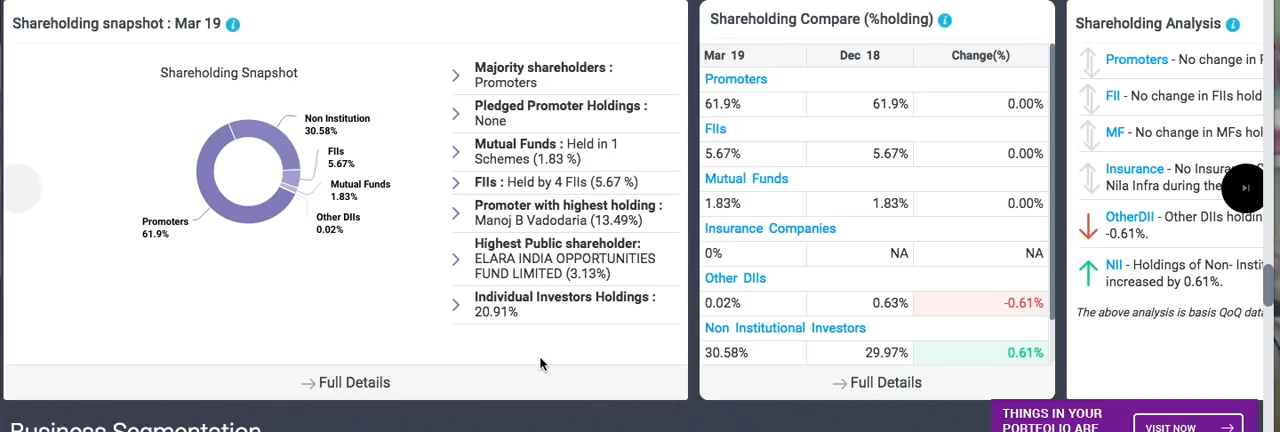 Shareholding snapshot : Mar 19
Shareholding Snapshot
Non Institution
30.58%
FIIs
5.67%
Mutual Funds
1.83%
Other DIIs
0.02%
Promoters
61.9%
Majority shareholders :
Promoters
Pledged Promoter Holdings :
None
Mutual Funds : Held in 1
Schemes (1.83 %)
FIIs : Held by 4 FIIs (5.67 %)
Promoter with highest holding :
Manoj B Vadodaria (13.49%)
Highest Public shareholder:
ELARA INDIA OPPORTUNITIES
FUND LIMITED (3.13%)
Individual Investors Holdings :
20.91%
→ Full Details
Shareholding Compare (%holding)
Mar 19 Dec 18 Change(%)
Promoters
61.9% 61.9% 0.00%
FIIs
5.67% 5.67% 0.00%
Mutual Funds
1.83% 1.83% 0.00%
Insurance Companies
0% NA NA
Other DIIs
0.02% 0.63% -0.61%
Non Institutional Investors
30.58% 29.97% 0.61%
→ Full Details
Shareholding Analysis
Promoters - No change in
FII - No change in FIIs hold
MF - No change in MFs hol
Insurance - No Insuran
Nila Infra during the
OtherDII - Other DIIs holdin
-0.61%.
NII - Holdings of Non- Instit
increased by 0.61%.
The above analysis is basis QoQ data
Business Segmentation
THINGS IN YOUR
PORTFOLIO ARE
VISIT NOW →